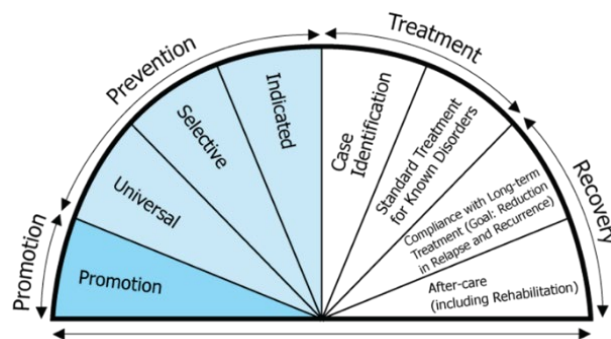 Promotion
Prevention
Treatment
Recovery
Promotion
Universal
Selective
Indicated
Case
Identification
Standard Treatment
for Known Disorders
Compliance with Long-term
Treatment (Goal: Reduction
in Relapse and Recurrence)
After-care
(including Rehabilitation)